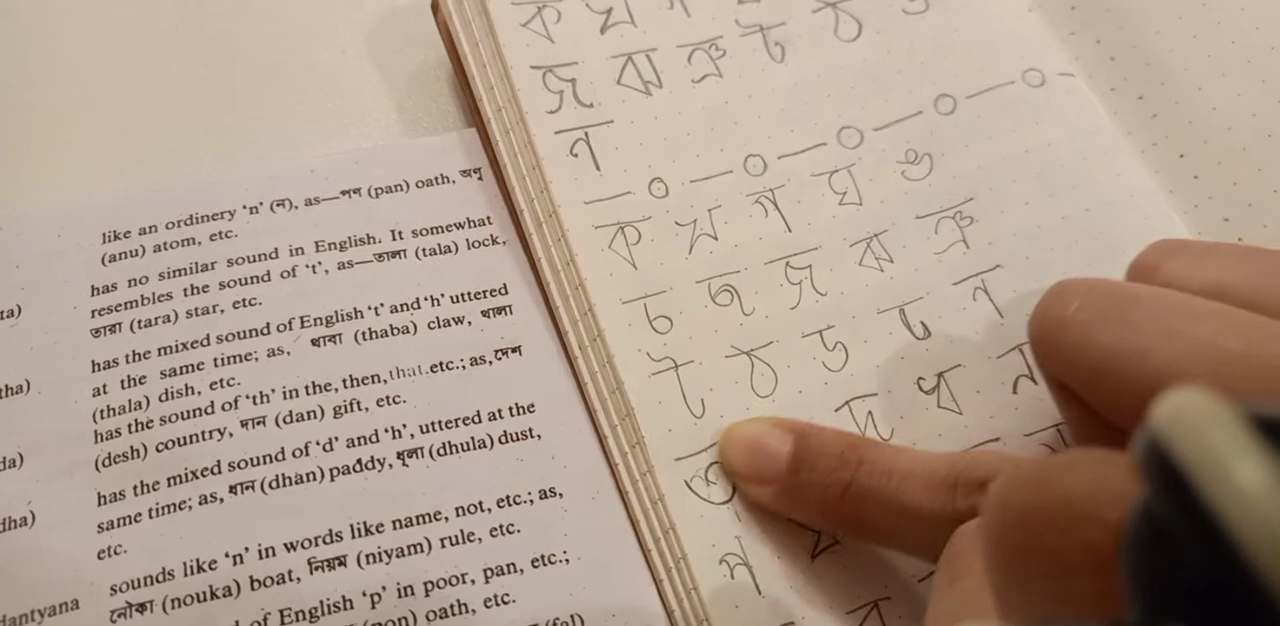 like an ordinery ‘n’ (ন), as—পণ (pan) oath, অণু
(anu) atom, etc.
ta)
has no similar sound in English. It somewhat
resembles the sound of ‘t’, as—তালা (tala) lock,
তারা (tara) star, etc.
tha)
has the mixed sound of English ‘t’ and ‘h’ uttered
at the same time; as, থাবা (thaba) claw, থালা
(thala) dish, etc.
da)
has the sound of ‘th’ in the, then, that etc.; as, দেশ
(desh) country, দান (dan) gift, etc.
dha)
has the mixed sound of ‘d’ and ‘h’, uttered at the
same time; as, ধান (dhan) paddy, ধূলা (dhula) dust,
etc.
dantyana
sounds like ‘n’ in words like name, not, etc.; as,
নৌকা (nouka) boat, নিয়ম (niyam) rule, etc.
of English ‘p’ in poor, pan, etc.;
(pon) oath, etc.
ক খ
জ ঝ ঞ ট ঠ
ণ
ক খ গ ঘ ঙ
চ ছ জ ঝ ঞ
ট ঠ ড ঢ ণ
ত দ ধ ন
প